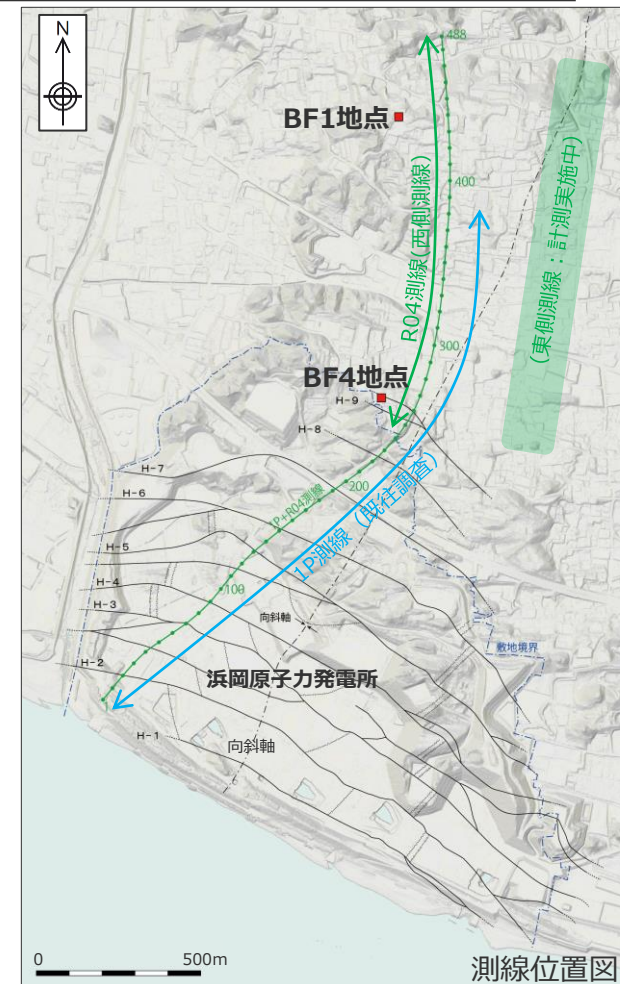 N
488
BF1地点
400
R04測線(西側測線)
(東側測線:計測実施中)
300
BF4地点
H-9
H-8
H-7
200
H-6
1P+R04測線
1P測線(既往調査)
H-5
H-4
100
H-3
向斜軸
敷地境界
H-2
浜岡原子力発電所
H-1
向斜軸
0 500m
測線位置図